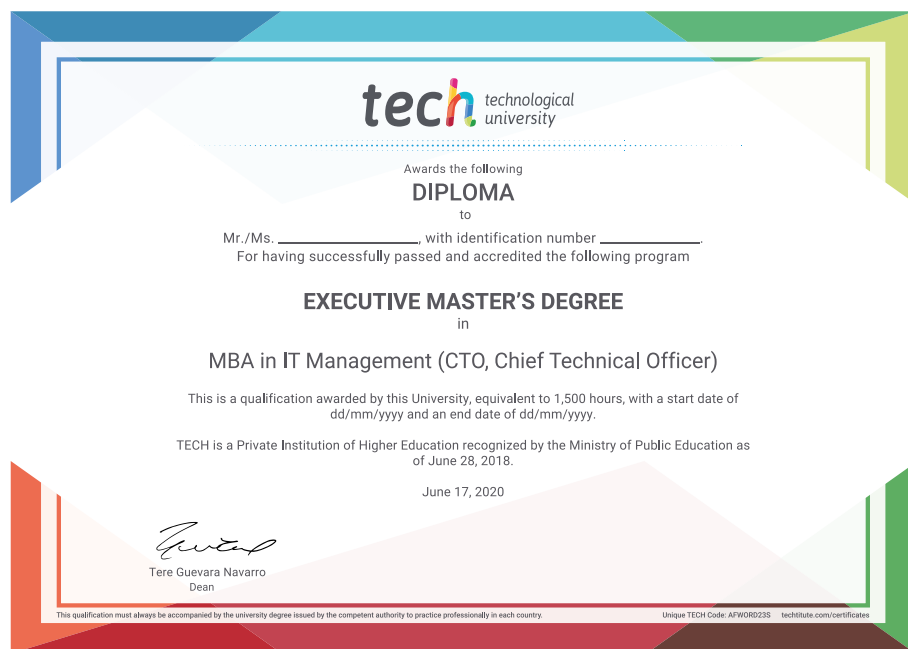 tech technological
university
Awards the following
DIPLOMA
to
Mr./Ms. ____________________, with identification number ______________.
For having successfully passed and accredited the following program
EXECUTIVE MASTER'S DEGREE
in
MBA in IT Management (CTO, Chief Technical Officer)
This is a qualification awarded by this University, equivalent to 1,500 hours, with a start date of
dd/mm/yyyy and an end date of dd/mm/yyyy.
TECH is a Private Institution of Higher Education recognized by the Ministry of Public Education as
of June 28, 2018.
June 17, 2020
Tere Guevara Navarro
Dean
This qualification must always be accompanied by the university degree issued by the competent authority to practice professionally in each country. Unique TECH Code: AFWORD23S techtitute.com/certificates